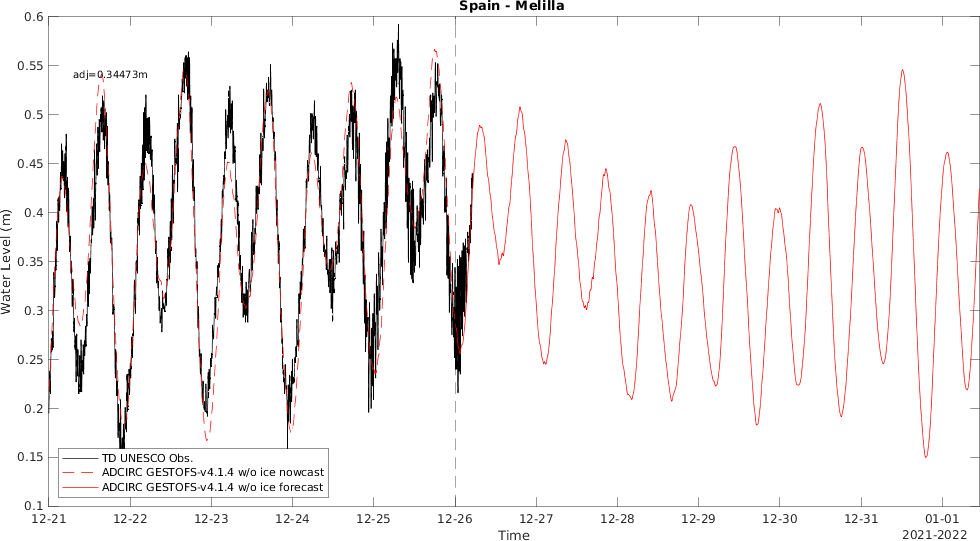 Spain - Melilla
0.6
0.55
0.5
0.45
0.4
0.35
0.3
0.25
0.2
0.15
0.1
Water Level (m)
adj=0.34473m
TD UNESCO Obs.
ADCIRC GESTOFS-v4.1.4 w/o ice nowcast
ADCIRC GESTOFS-v4.1.4 w/o ice forecast
12-21 12-22 12-23 12-24 12-25 12-26 12-27 12-28 12-29 12-30 12-31 01-01
Time
2021-2022